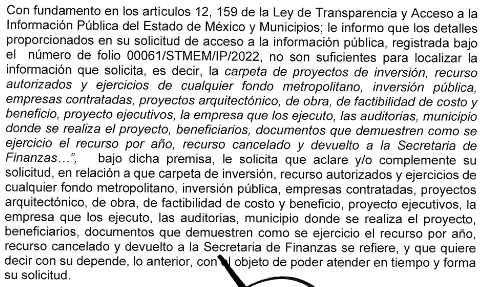 Con fundamento en los artículos 12, 159 de la Ley de Transparencia y Acceso a la
Información Pública del Estado de México y Municipios; le informo que los detalles
proporcionados en su solicitud de acceso a la información pública, registrada bajo
el número de folio 00061/STMEM/IP/2022, no son suficientes para localizar la
información que solicita, es decir, la carpeta de proyectos de inversión, recurso
autorizados y ejercicios de cualquier fondo metropolitano, inversión pública,
empresas contratadas, proyectos arquitectónico, de obra, de factibilidad de costo y
beneficio, proyecto ejecutivos, la empresa que los ejecuto, las auditorias, municipio
donde se realiza el proyecto, beneficiarios, documentos que demuestren como se
ejercicio el recurso por año, recurso cancelado y devuelto a la Secretaria de
Finanzas…”, bajo dicha premisa, le solicita que aclare y/o complemente su
solicitud, en relación a que carpeta de inversión, recurso autorizados y ejercicios de
cualquier fondo metropolitano, inversión pública, empresas contratadas, proyectos
arquitectónico, de obra, de factibilidad de costo y beneficio, proyecto ejecutivos, la
empresa que los ejecuto, las auditorias, municipio donde se realiza el proyecto,
beneficiarios, documentos que demuestren como se ejercicio el recurso por año,
recurso cancelado y devuelto a la Secretaria de Finanzas se refiere, y que quiere
decir con su depende, lo anterior, con el objeto de poder atender en tiempo y forma
su solicitud.